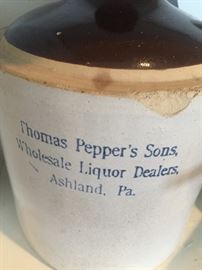 Thomas Pepper's Sons,
Wholesale Liquor Dealers,
Ashland, Pa.